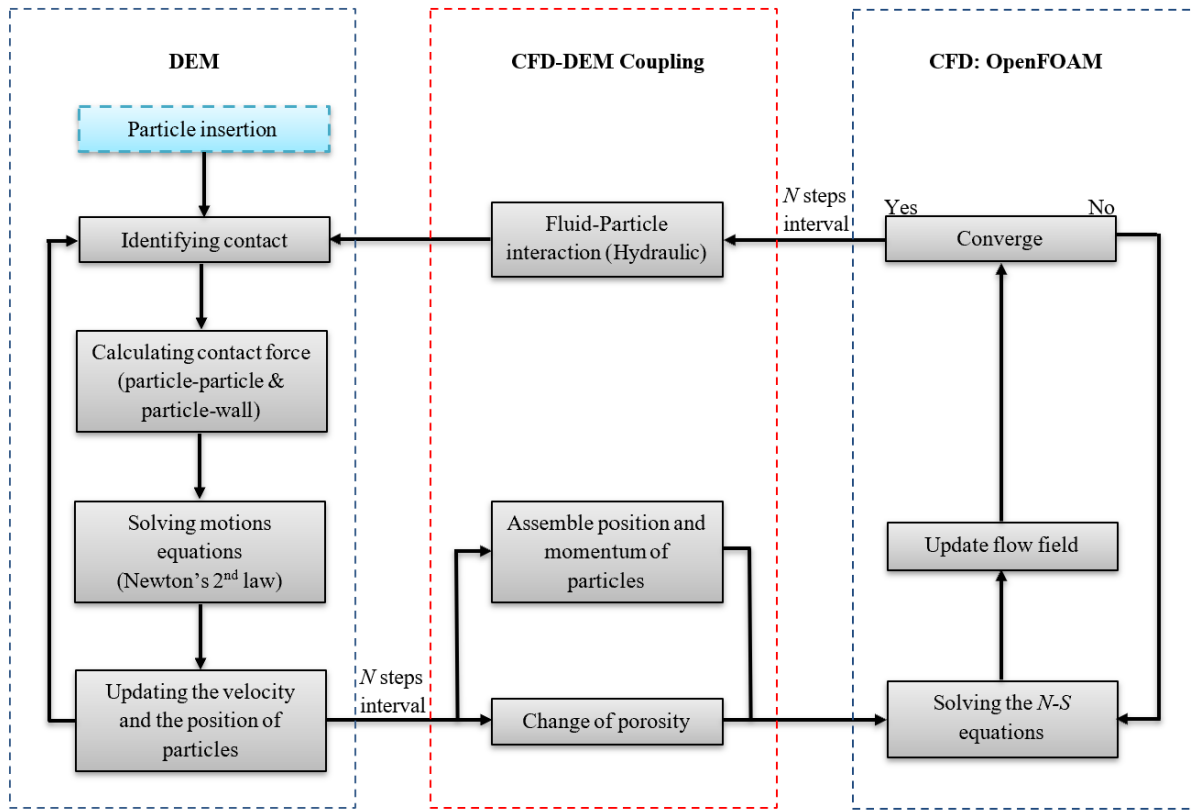 DEM
Particle insertion
Identifying contact
Calculating contact force
(particle-particle &
particle-wall)
Solving motions
equations
(Newton's 2nd law)
Updating the velocity
and the position of
particles
N steps
interval
CFD-DEM Coupling
Fluid-Particle
interaction (Hydraulic)
Assemble position and
momentum of
particles
Change of porosity
N steps
interval
CFD: OpenFOAM
Yes
No
Converge
Update flow field
Solving the N-S
equations